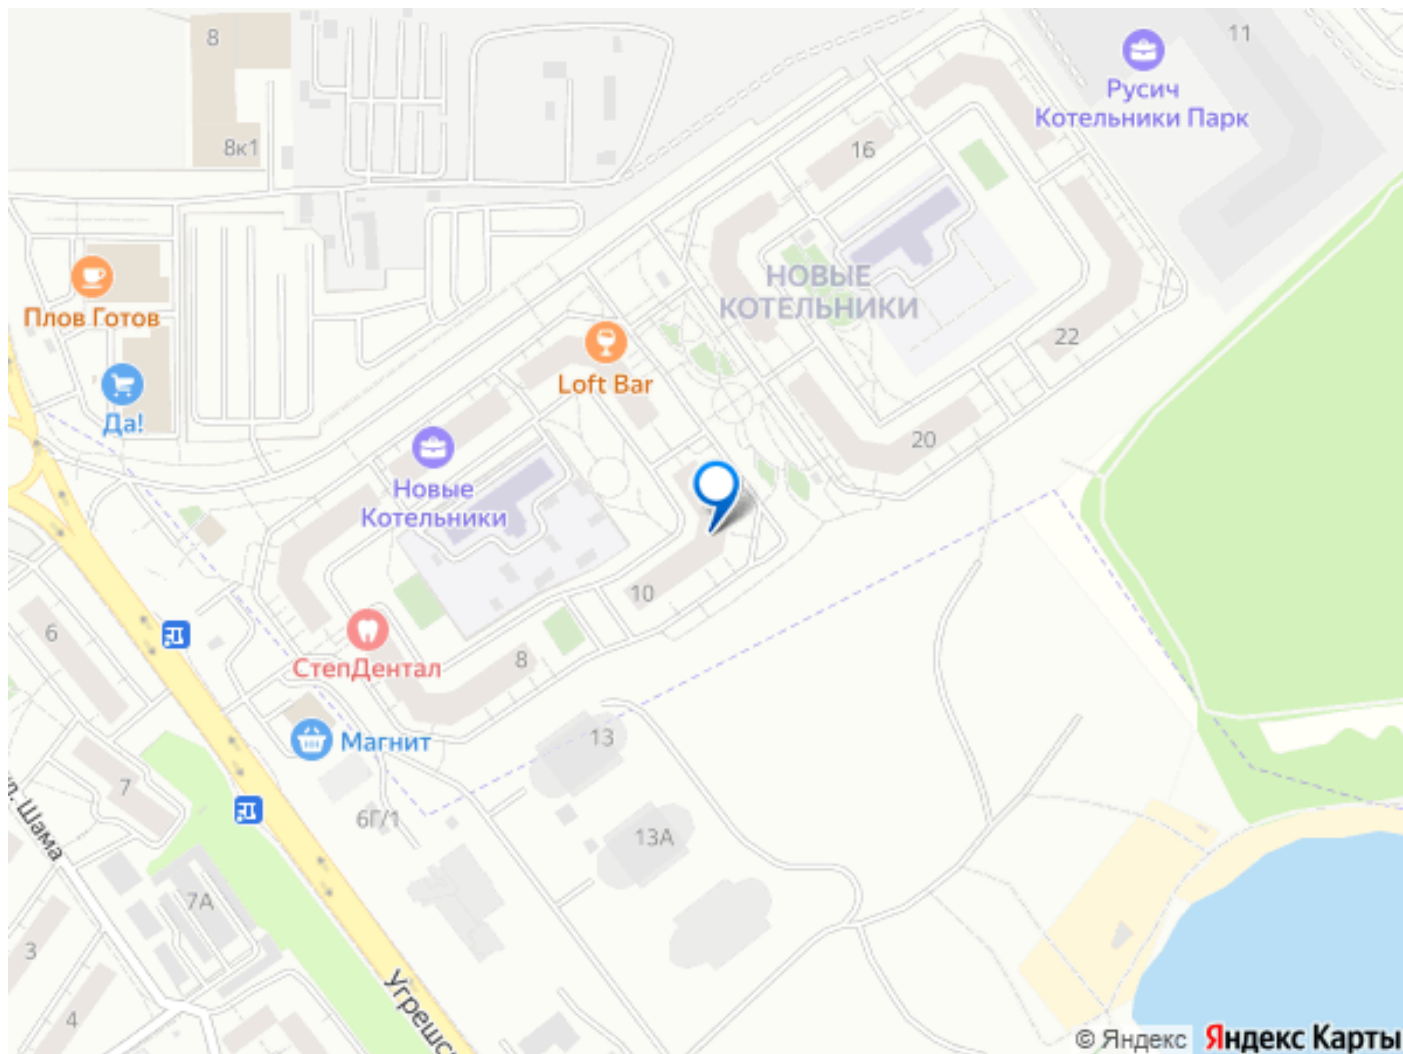 8
8к1
11
Русич
Котельники Парк
16
Плов Готов
Да!
НОВЫЕ
КОТЕЛЬНИКИ
22
Loft Bar
20
Новые
Котельники
10
6
СтепДентал
8
Магнит
13
7
6Г/1
13А
л. Шама
7А
3
4
Угрешс
© Яндекс
Яндекс Карты